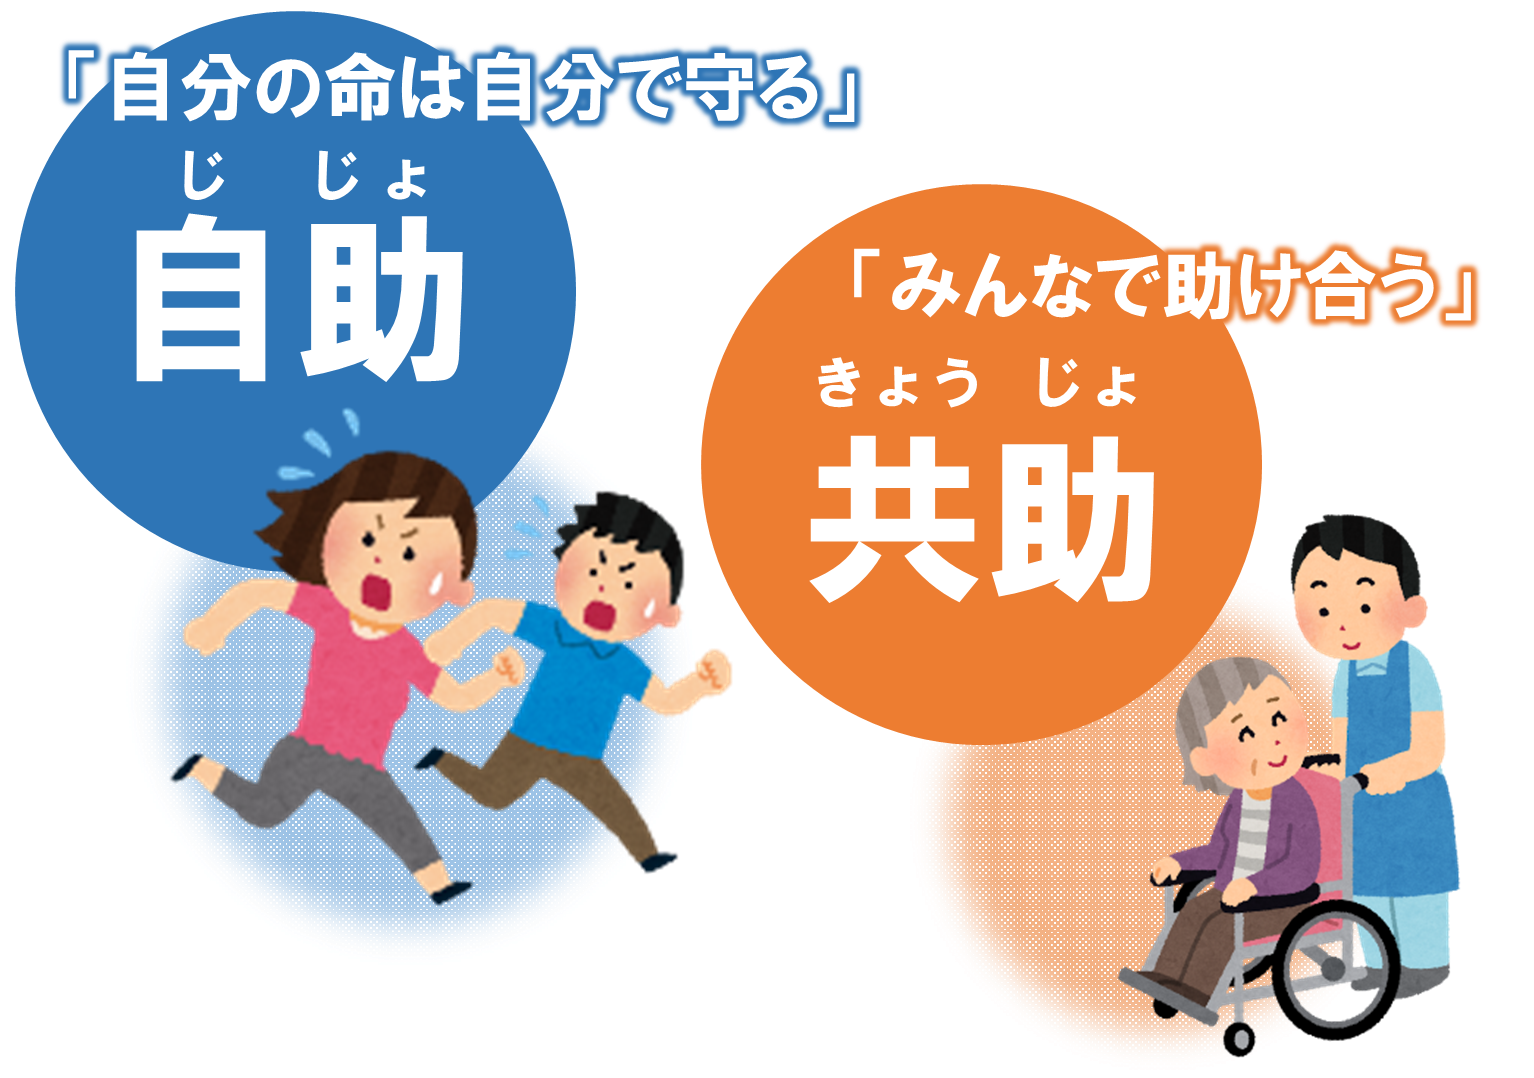 「自分の命は自分で守る」
じ じょ
自助
「みんなで助け合う」
きょう じょ
共助